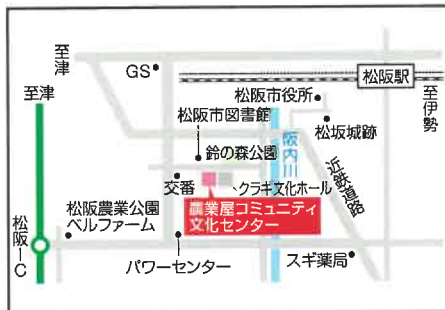 至津
GS
松阪駅
至津
松阪市役所
至伊勢
松阪市図書館
松坂城跡
鈴の森公園
阪内川
近鉄道路
交番
クラギ文化ホール
松阪農業公園
ベルファーム
農業屋コミュニティ
文化センター
松阪IC
パワーセンター
スギ薬局